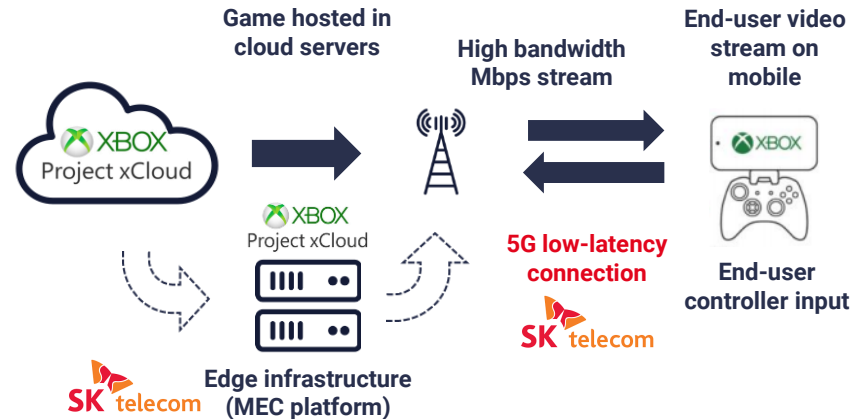 Game hosted in
cloud servers
High bandwidth
Mbps stream
End-user video
stream on
mobile
XBOX
Project xCloud
XBOX
XBOX
Project xCloud
5G low-latency
connection
SK telecom
End-user
controller input
Edge infrastructure
(MEC platform)
SK telecom